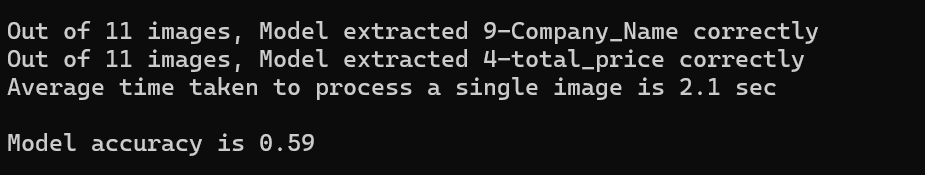 Out of 11 images, Model extracted 9-Company_Name correctly
Out of 11 images, Model extracted 4-total_price correctly
Average time taken to process a single image is 2.1 sec
Model accuracy is 0.59